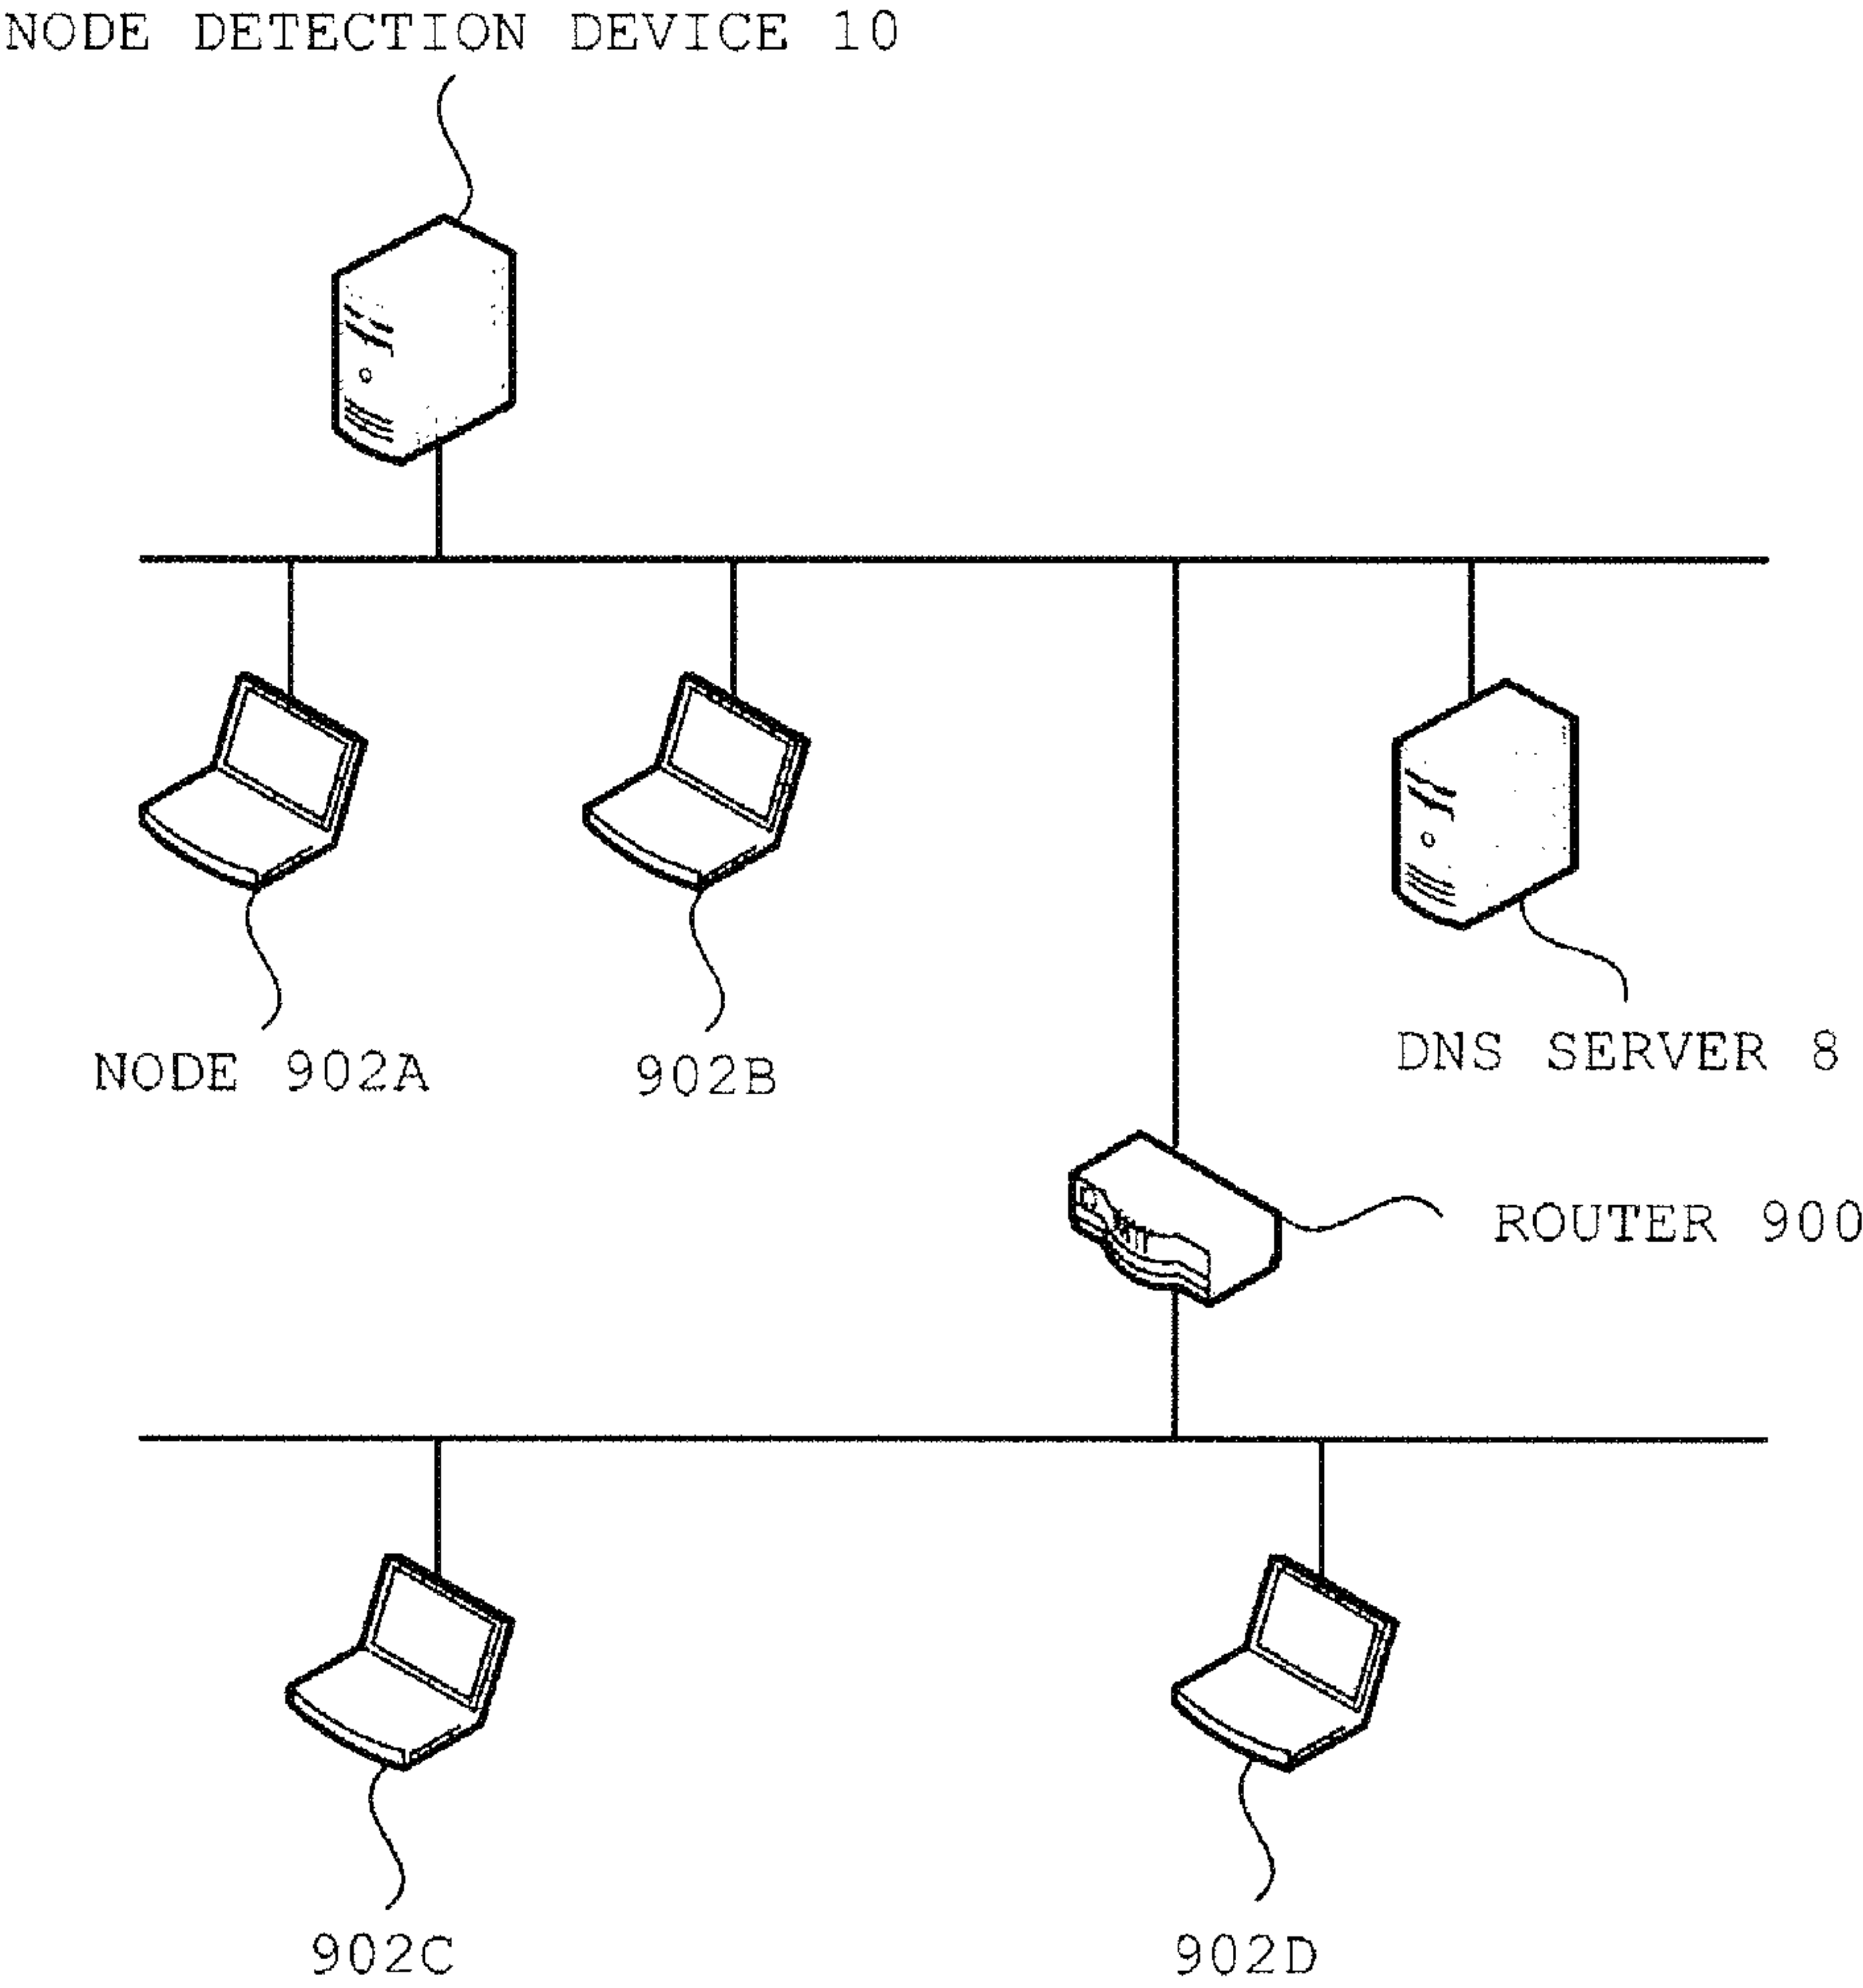 NODE DETECTION DEVICE 10
NODE 902A
902B
DNS SERVER 8
ROUTER 900
902C
902D